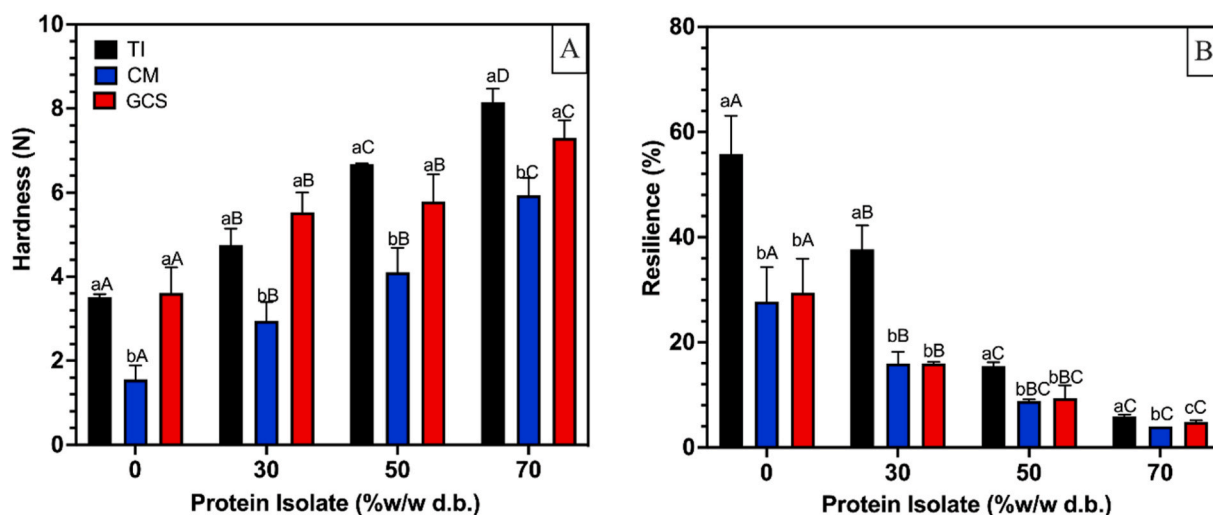 A
TI
CM
GCS
Hardness (N)
10
8
6
4
2
0
aA
bA
aA
aB
bB
aB
aC
bB
aB
aD
bC
aC
0
30
50
70
Protein Isolate (%w/w d.b.)
B
Resilience (%)
80
60
40
20
0
aA
bA
bA
aB
bB
bB
aC
bBC
bBC
aC
bC
cC
0
30
50
70
Protein Isolate (%w/w d.b.)